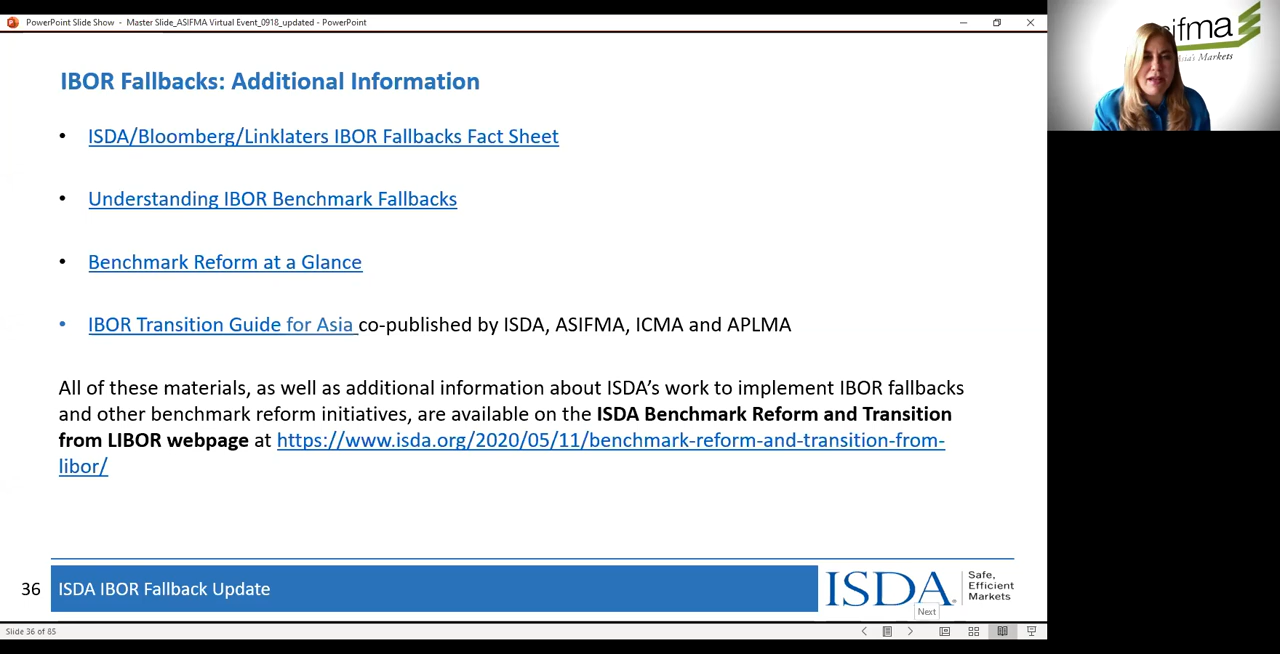 PowerPoint Slide Show - Master Slide_ASIFMA Virtual Event_0918_updated - PowerPoint
IBOR Fallbacks: Additional Information
• ISDA/Bloomberg/Linklaters IBOR Fallbacks Fact Sheet
• Understanding IBOR Benchmark Fallbacks
• Benchmark Reform at a Glance
• IBOR Transition Guide for Asia co-published by ISDA, ASIFMA, ICMA and APLMA
All of these materials, as well as additional information about ISDA's work to implement IBOR fallbacks
and other benchmark reform initiatives, are available on the ISDA Benchmark Reform and Transition
from LIBOR webpage at https://www.isda.org/2020/05/11/benchmark-reform-and-transition-from-
libor/
36
ISDA IBOR Fallback Update
ISDA®
Safe,
Efficient
Markets
Next
Slide 36 of 85
ifma
Asia's Markets